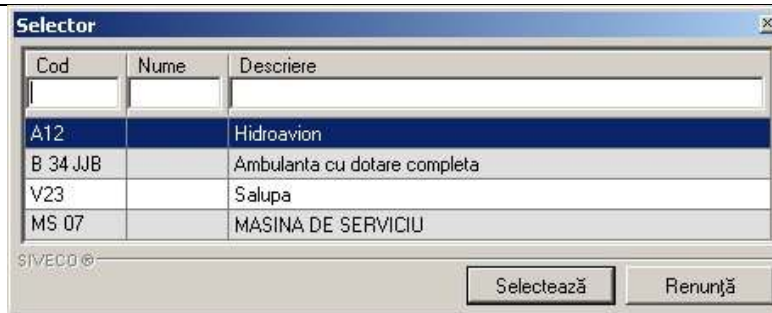 Selector
Cod Nume Descriere
A12 Hidroavion
B 34 JJB Ambulanta cu dotare completa
V23 Salupa
MS 07 MASINA DE SERVICIU
SIVECO ®
Selectează Renunţă